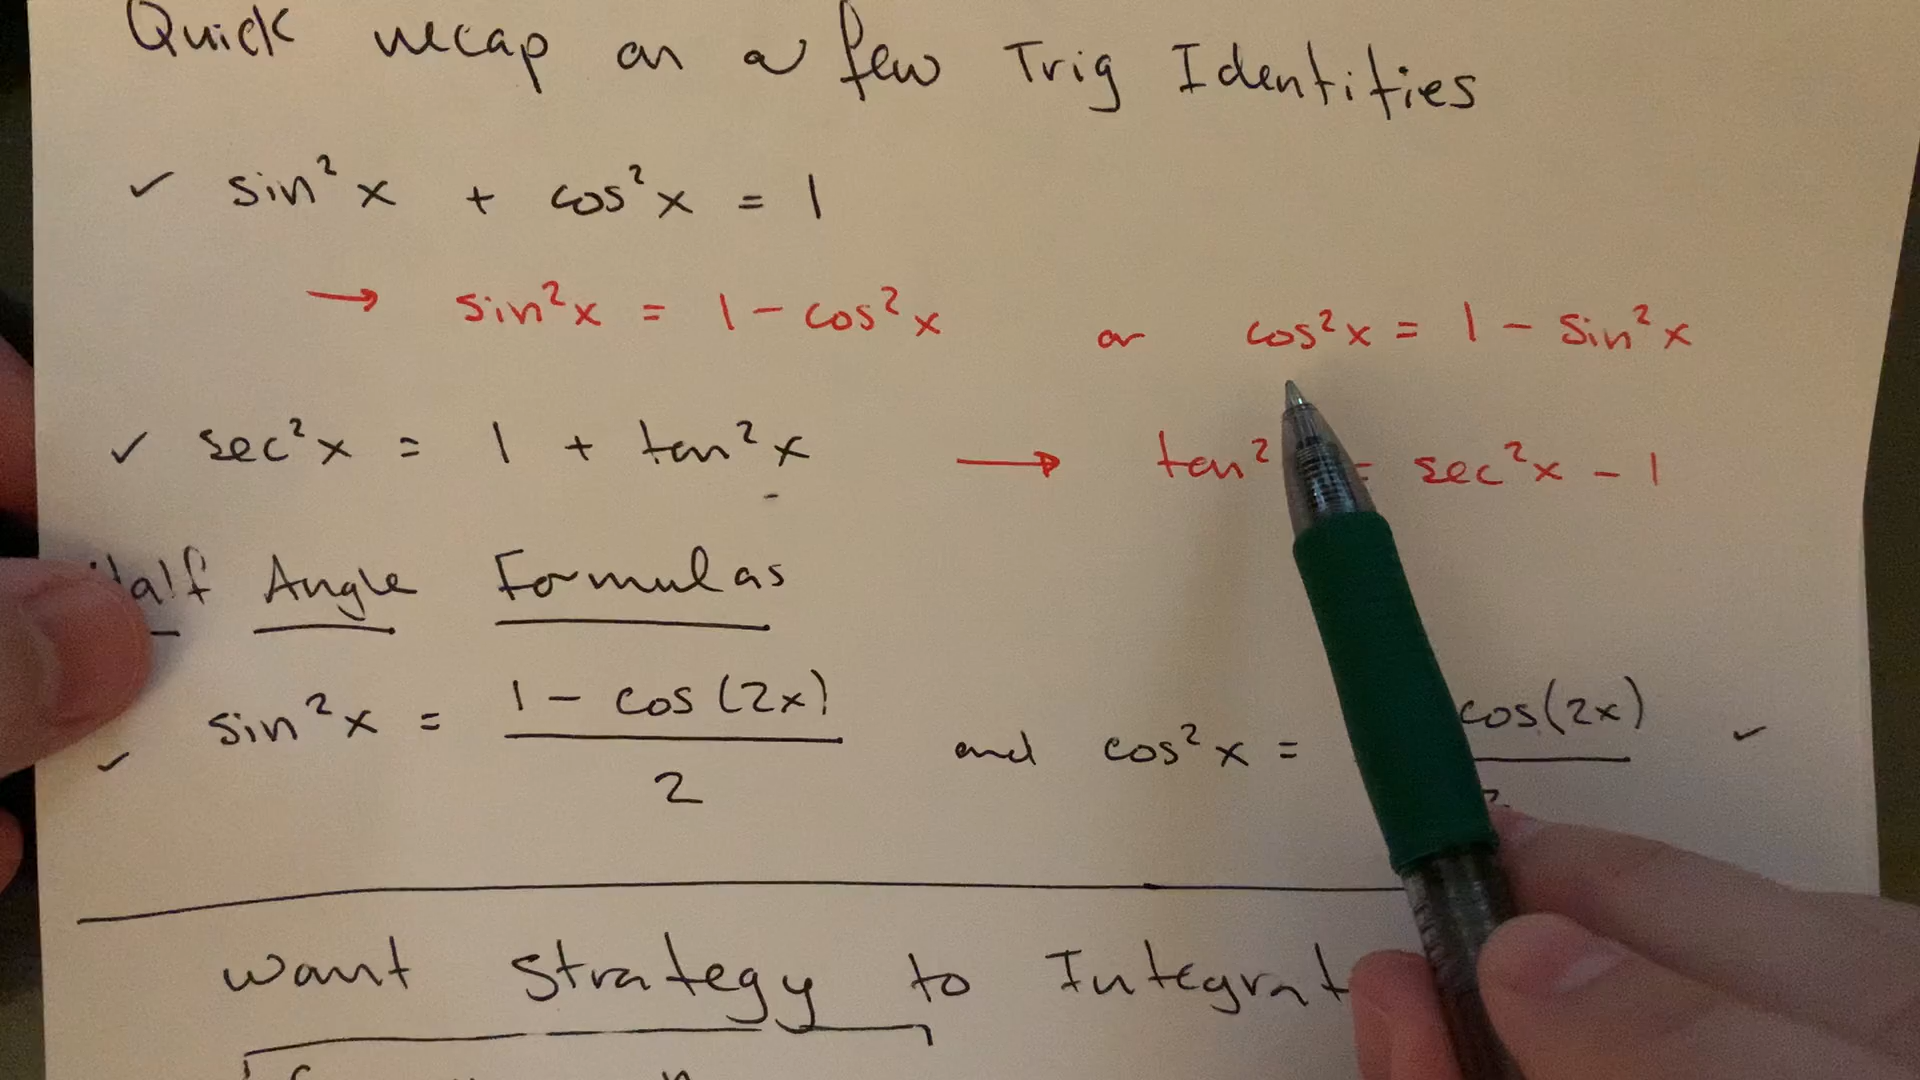 Quick recap on a few Trig Identities
✓ sin²x + cos²x = 1
→ sin²x = 1 - cos²x or cos²x = 1 - sin²x
✓ sec²x = 1 + tan²x → tan² = sec²x - 1
Half Angle Formulas
✓ sin²x = (1 - cos(2x))/2 and cos²x = cos(2x) ✓
want strategy to